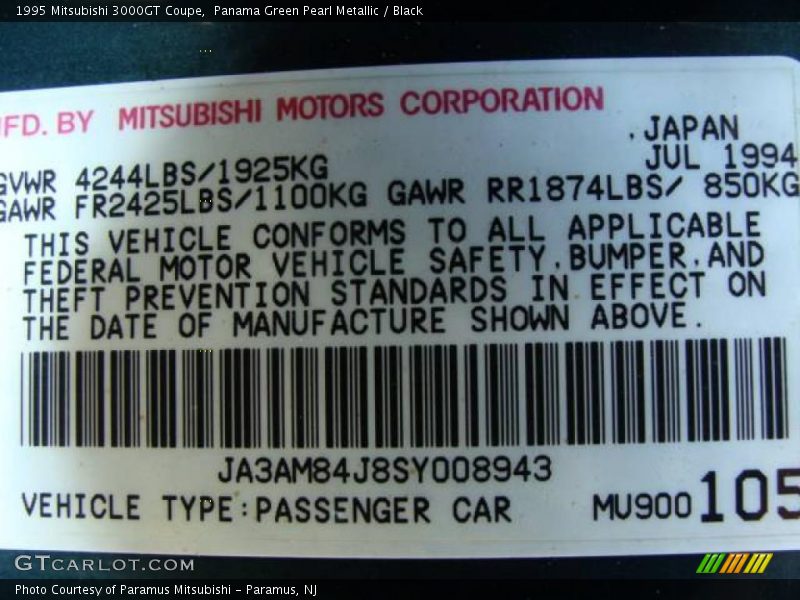 1995 Mitsubishi 3000GT Coupe, Panama Green Pearl Metallic / Black
MFD. BY MITSUBISHI MOTORS CORPORATION
.JAPAN
GVWR 4244LBS/1925KG JUL 1994
GAWR FR2425LBS/1100KG GAWR RR1874LBS/ 850KG
THIS VEHICLE CONFORMS TO ALL APPLICABLE
FEDERAL MOTOR VEHICLE SAFETY,BUMPER,AND
THEFT PREVENTION STANDARDS IN EFFECT ON
THE DATE OF MANUFACTURE SHOWN ABOVE.
JA3AM84J8SY008943
VEHICLE TYPE:PASSENGER CAR MU900 105
GTCARLOT.COM
Photo Courtesy of Paramus Mitsubishi - Paramus, NJ